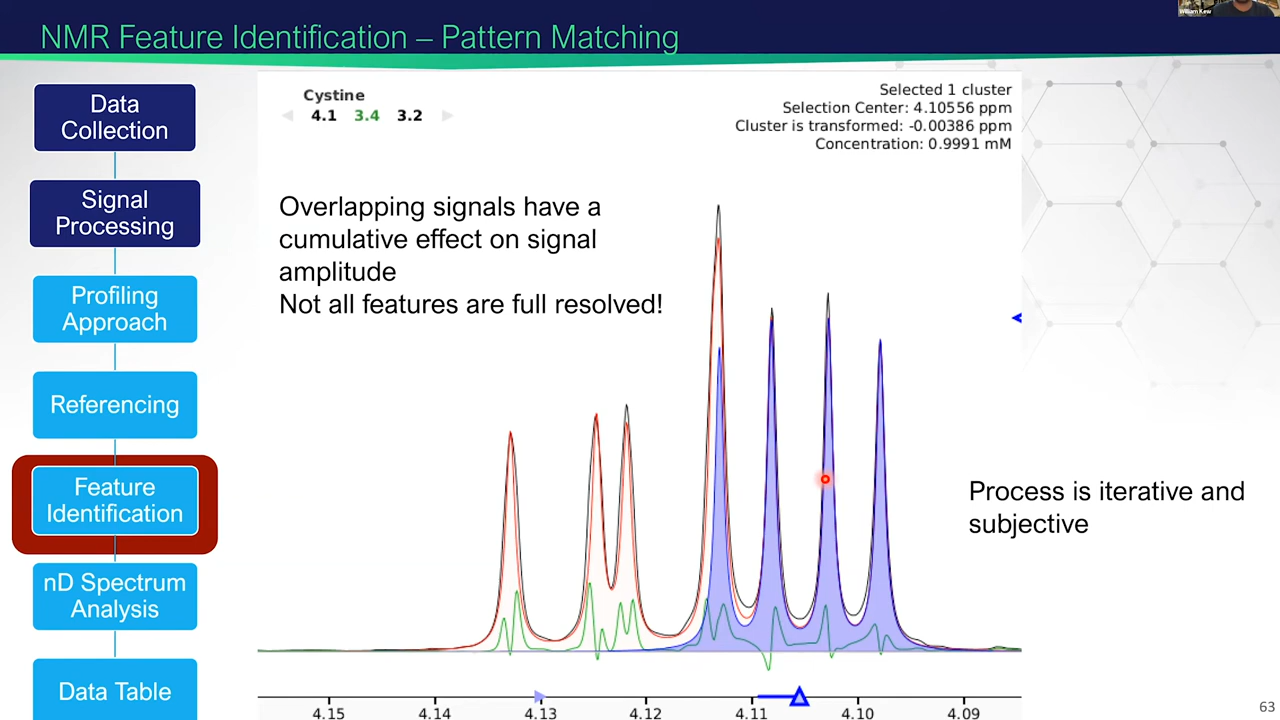 NMR Feature Identification – Pattern Matching
William Kew
Data
Collection
Signal
Processing
Profiling
Approach
Referencing
Feature
Identification
nD Spectrum
Analysis
Data Table
Cystine
4.1 3.4 3.2
Selected 1 cluster
Selection Center: 4.10556 ppm
Cluster is transformed: -0.00386 ppm
Concentration: 0.9991 mM
Overlapping signals have a
cumulative effect on signal
amplitude
Not all features are full resolved!
Process is iterative and
subjective
4.15 4.14 4.13 4.12 4.11 4.10 4.09
63